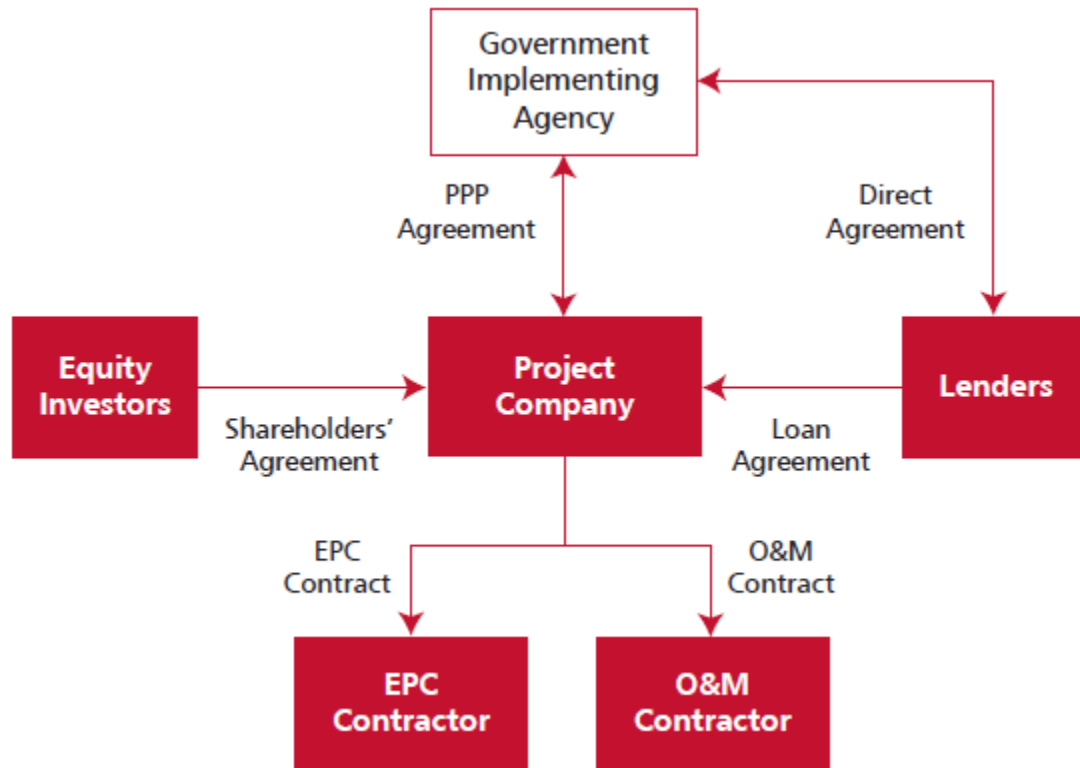 Government
Implementing
Agency
PPP
Agreement
Direct
Agreement
Equity
Investors
Project
Company
Lenders
Shareholders’
Agreement
Loan
Agreement
EPC
Contract
O&M
Contract
EPC
Contractor
O&M
Contractor